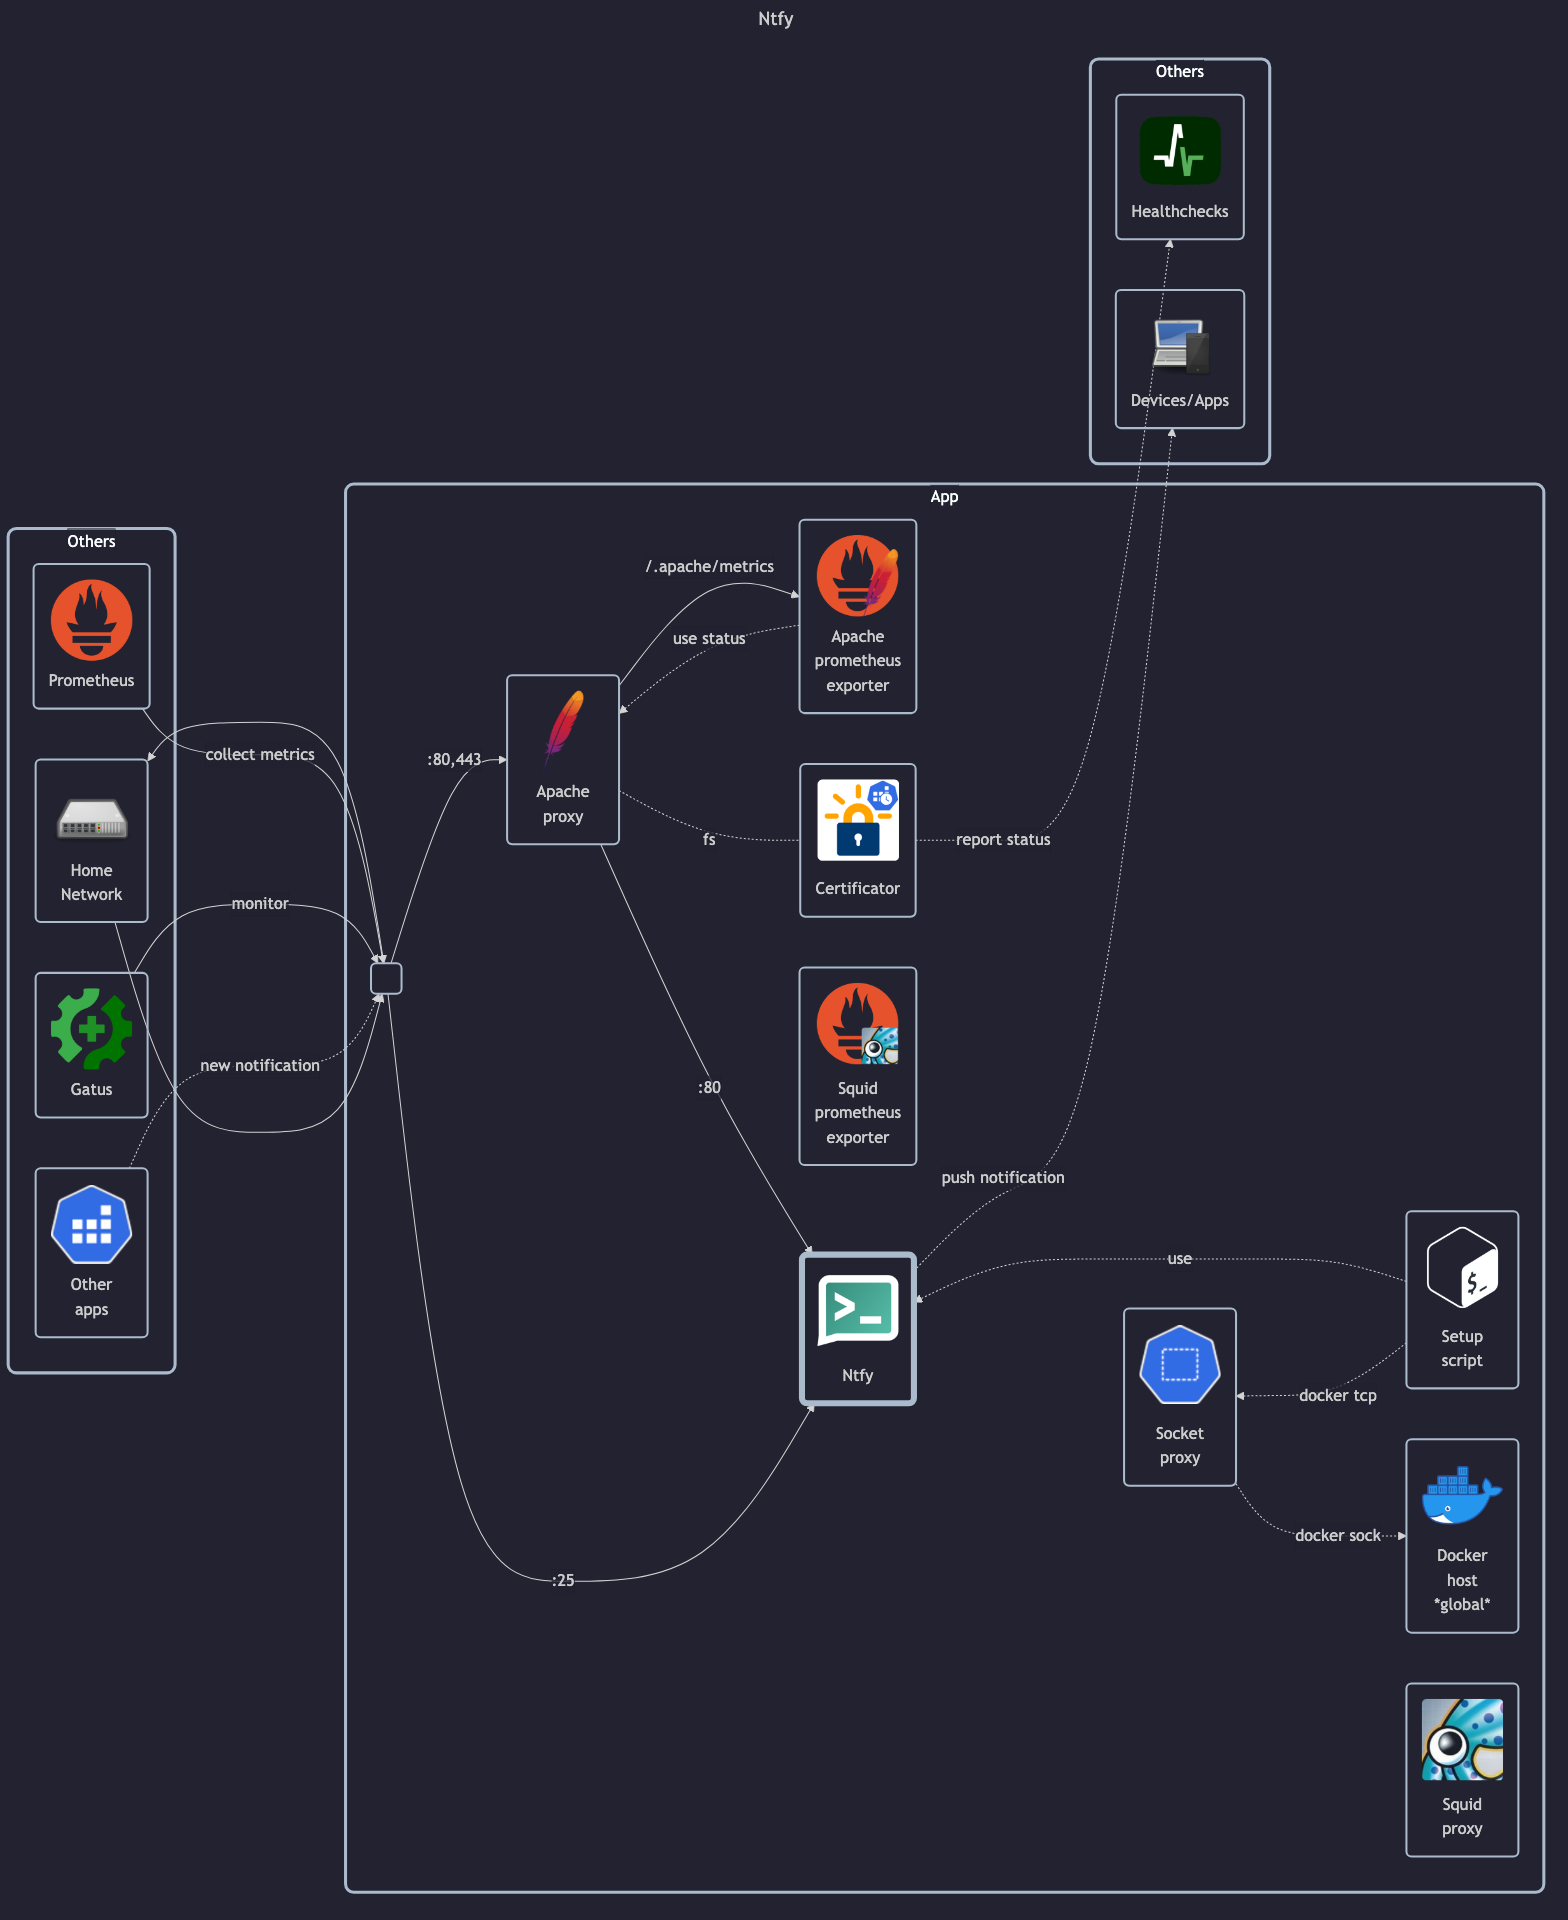 Ntfy
Others
Healthchecks
Devices/Apps
App
Others
Prometheus
collect metrics
Home
Network
monitor
Gatus
new notification
Other
apps
:80,443
Apache
proxy
/.apache/metrics
use status
Apache
prometheus
exporter
fs
Certificator
report status
Squid
prometheus
exporter
:80
push notification
>_
Ntfy
use
$_
Setup
script
Socket
proxy
docker tcp
docker sock
Docker
host
*global*
:25
Squid
proxy